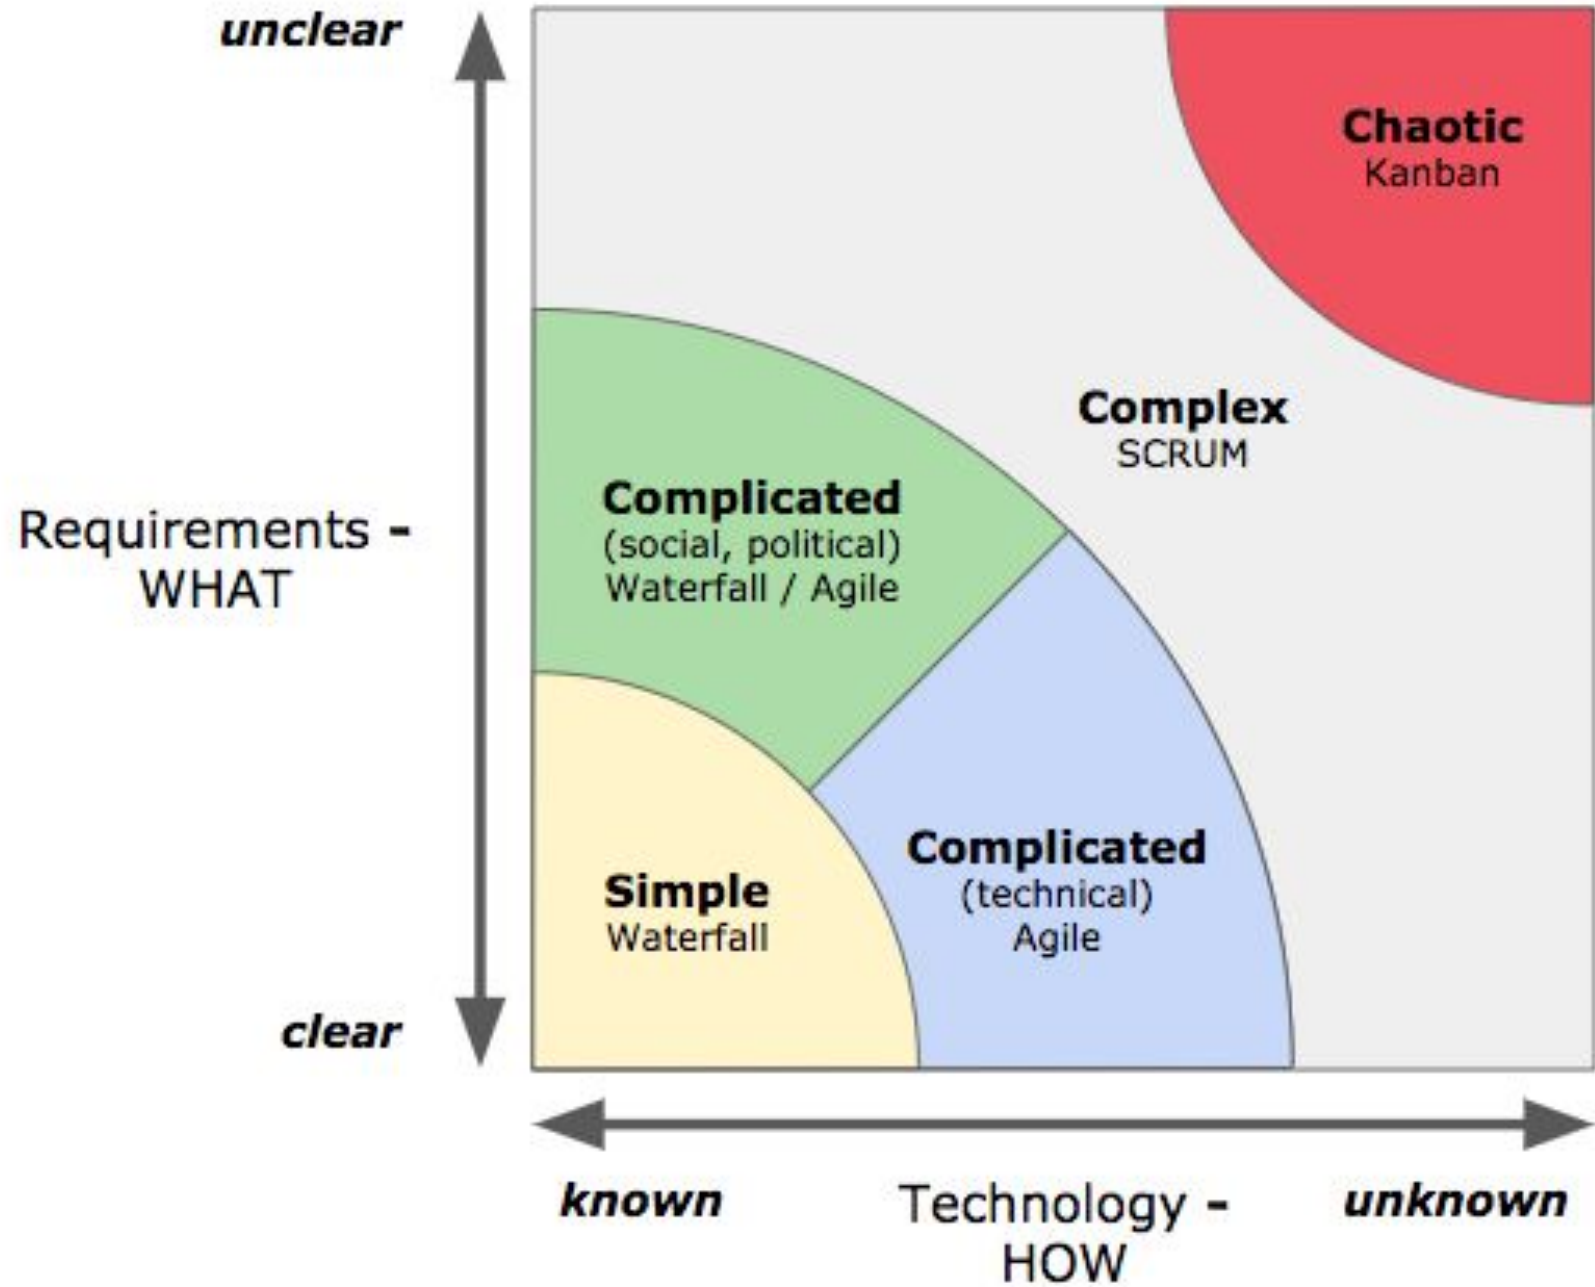 unclear
Chaotic
Kanban
Complex
SCRUM
Complicated
(social, political)
Waterfall / Agile
Requirements -
WHAT
Complicated
(technical)
Agile
Simple
Waterfall
clear
known
Technology -
HOW
unknown